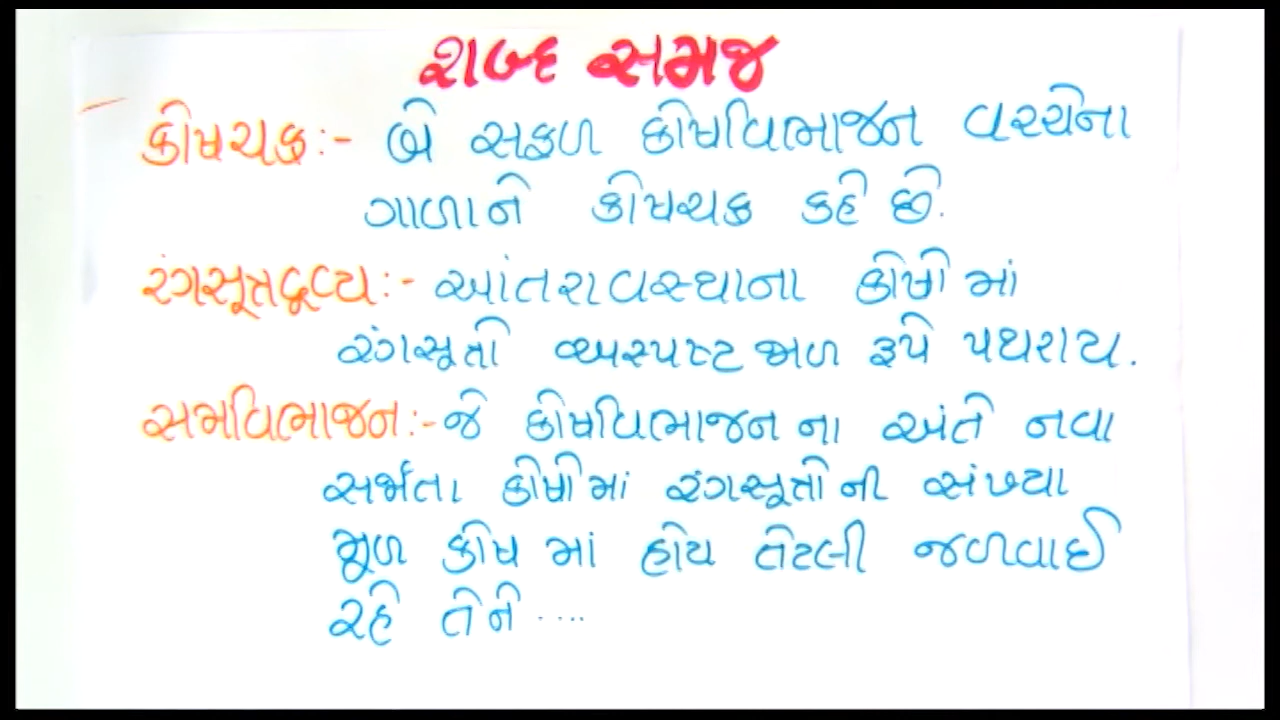 શબ્દ સમજ
કોષચક્ર:- બે સફળ કોષવિભાજન વચ્ચેના
ગાળાને કોષચક્ર કહે છે.
રંગસૂત્રદ્રવ્ય:- આંતરાવસ્થાના કોષોમાં
રંગસૂત્રો અસ્પષ્ટ જાળ રૂપે પથરાય.
સમવિભાજન:- જે કોષવિભાજન ના અંતે નવા
સર્જાતા કોષોમાં રંગસૂત્રોની સંખ્યા
મૂળ કોષ માં હોય તેટલી જળવાઈ
રહે તેને ....